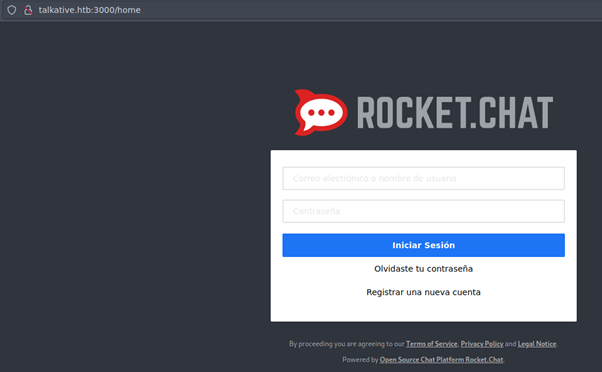 talkative.htb:3000/home
ROCKET.CHAT
Correo electrónico o nombre de usuario
Contraseña
Iniciar Sesión
Olvidaste tu contraseña
Registrar una nueva cuenta
By proceeding you are agreeing to our Terms of Service, Privacy Policy and Legal Notice.
Powered by Open Source Chat Platform Rocket.Chat.